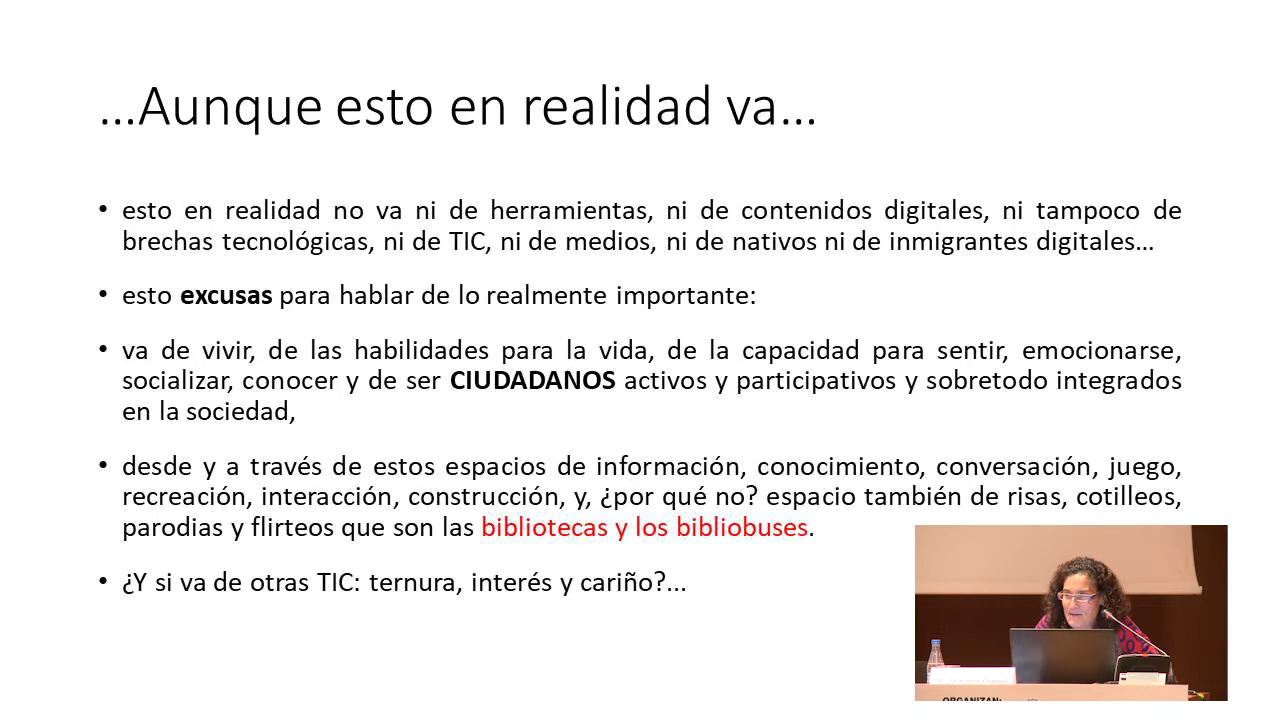 ...Aunque esto en realidad va...
• esto en realidad no va ni de herramientas, ni de contenidos digitales, ni tampoco de
brechas tecnológicas, ni de TIC, ni de medios, ni de nativos ni de inmigrantes digitales...
• esto excusas para hablar de lo realmente importante:
• va de vivir, de las habilidades para la vida, de la capacidad para sentir, emocionarse,
socializar, conocer y de ser CIUDADANOS activos y participativos y sobretodo integrados
en la sociedad,
• desde y a través de estos espacios de información, conocimiento, conversación, juego,
recreación, interacción, construcción, y, ¿por qué no? espacio también de risas, cotilleos,
parodias y flirteos que son las bibliotecas y los bibliobuses.
• ¿Y si va de otras TIC: ternura, interés y cariño?...
ORGANIZAN: